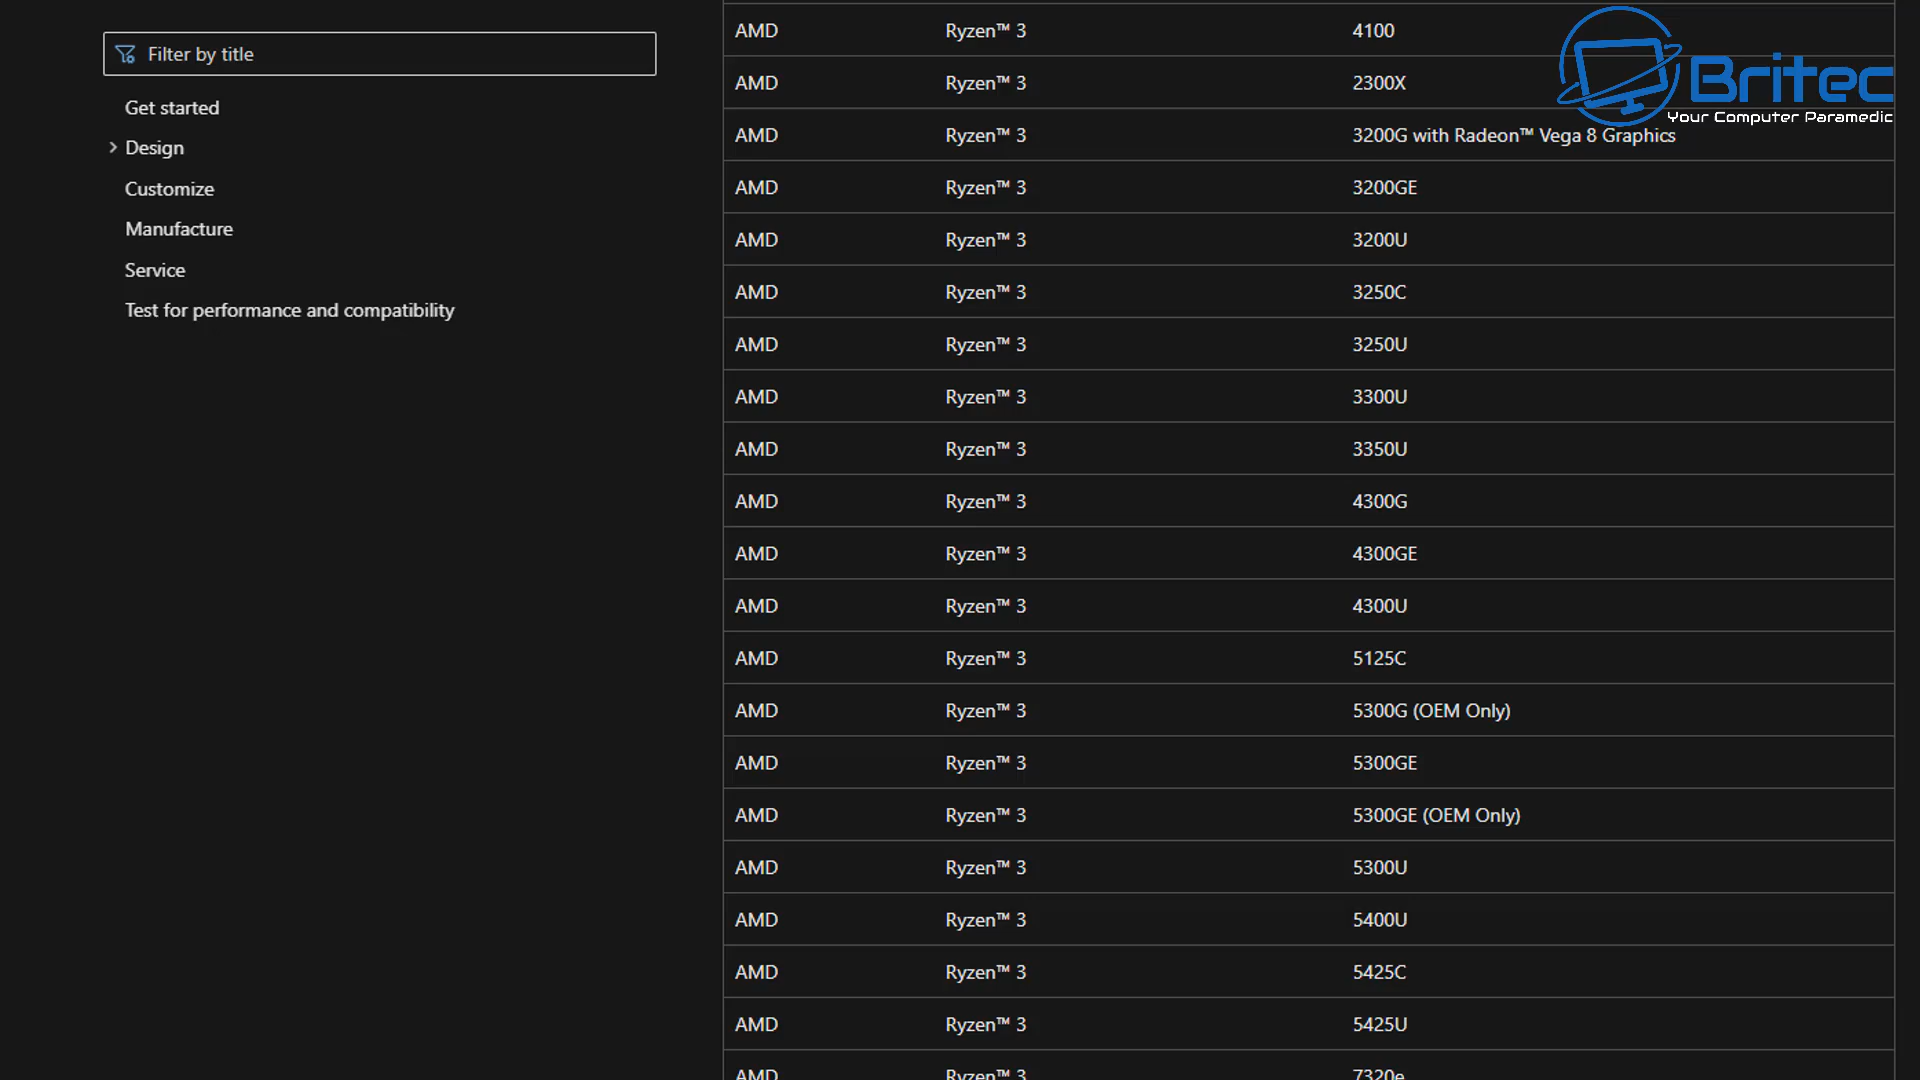 Filter by title
Get started
Design
Customize
Manufacture
Service
Test for performance and compatibility
AMD Ryzen™ 3 4100
AMD Ryzen™ 3 2300X
AMD Ryzen™ 3 3200G with Radeon™ Vega 8 Graphics
AMD Ryzen™ 3 3200GE
AMD Ryzen™ 3 3200U
AMD Ryzen™ 3 3250C
AMD Ryzen™ 3 3250U
AMD Ryzen™ 3 3300U
AMD Ryzen™ 3 3350U
AMD Ryzen™ 3 4300G
AMD Ryzen™ 3 4300GE
AMD Ryzen™ 3 4300U
AMD Ryzen™ 3 5125C
AMD Ryzen™ 3 5300G (OEM Only)
AMD Ryzen™ 3 5300GE
AMD Ryzen™ 3 5300GE (OEM Only)
AMD Ryzen™ 3 5300U
AMD Ryzen™ 3 5400U
AMD Ryzen™ 3 5425C
AMD Ryzen™ 3 5425U
AMD Ryzen™ 3 7320e
Britec
Your Computer Paramedic